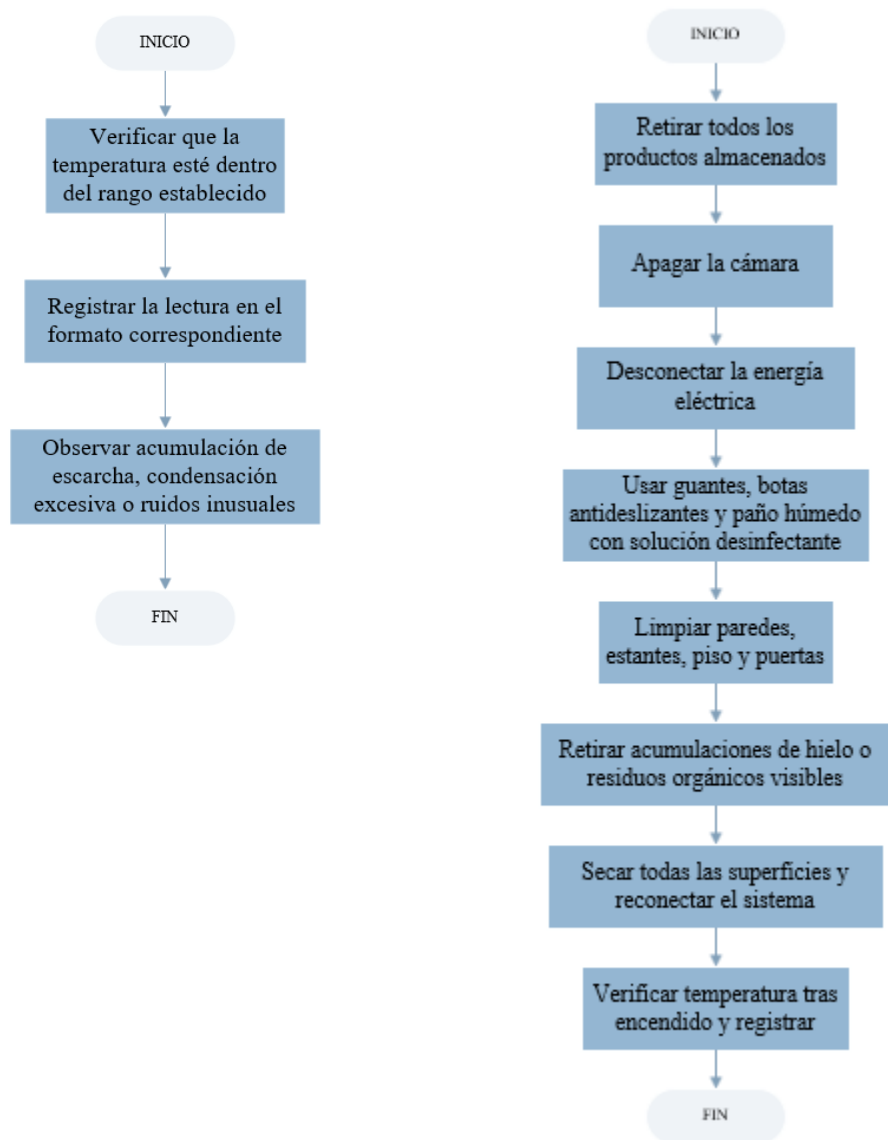 INICIO
Verificar que la
temperatura esté dentro
del rango establecido
Registrar la lectura en el
formato correspondiente
Observar acumulación de
escarcha, condensación
excesiva o ruidos inusuales
FIN
INICIO
Retirar todos los
productos almacenados
Apagar la cámara
Desconectar la energía
eléctrica
Usar guantes, botas
antideslizantes y paño húmedo
con solución desinfectante
Limpiar paredes,
estantes, piso y puertas
Retirar acumulaciones de hielo o
residuos orgánicos visibles
Secar todas las superficies y
reconectar el sistema
Verificar temperatura tras
encendido y registrar
FIN